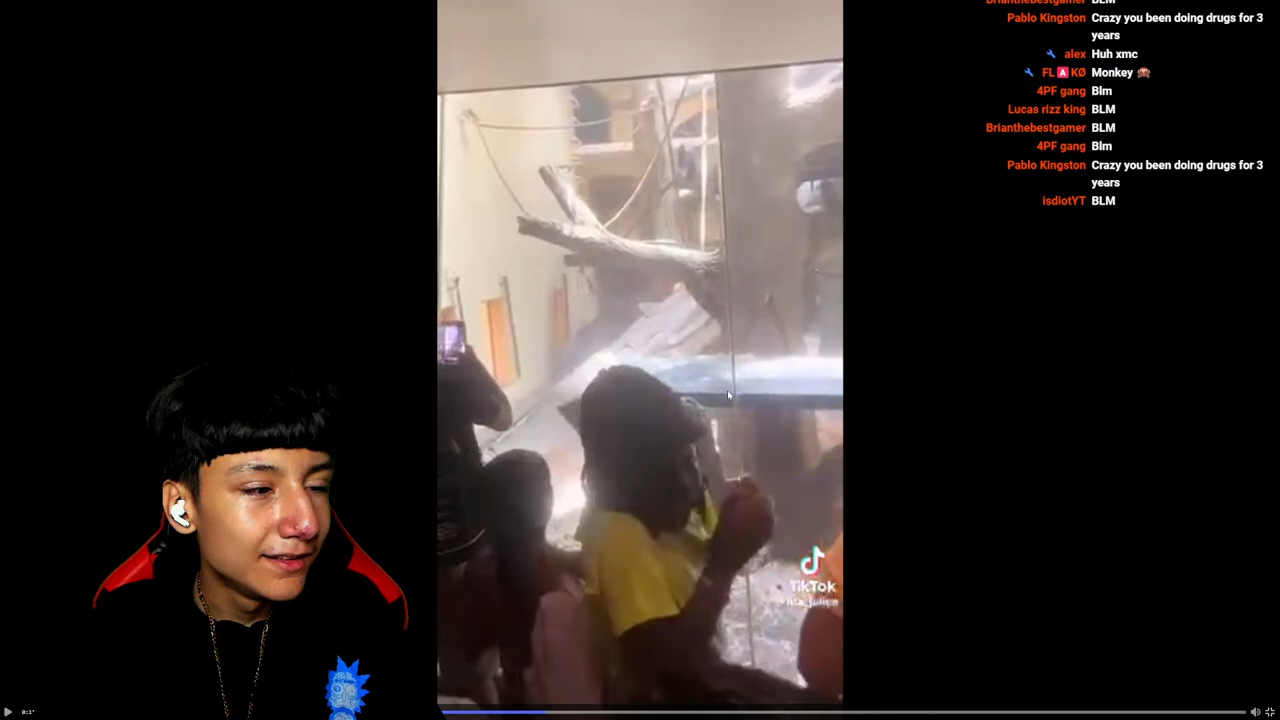 Brianthebestgamer BLM
Pablo Kingston Crazy you been doing drugs for 3
years
alex Huh xmc
FL🅰️KØ Monkey 🙈
4PF gang Blm
Lucas rizz king BLM
Brianthebestgamer BLM
4PF gang Blm
Pablo Kingston Crazy you been doing drugs for 3
years
isdiotYT BLM
TikTok